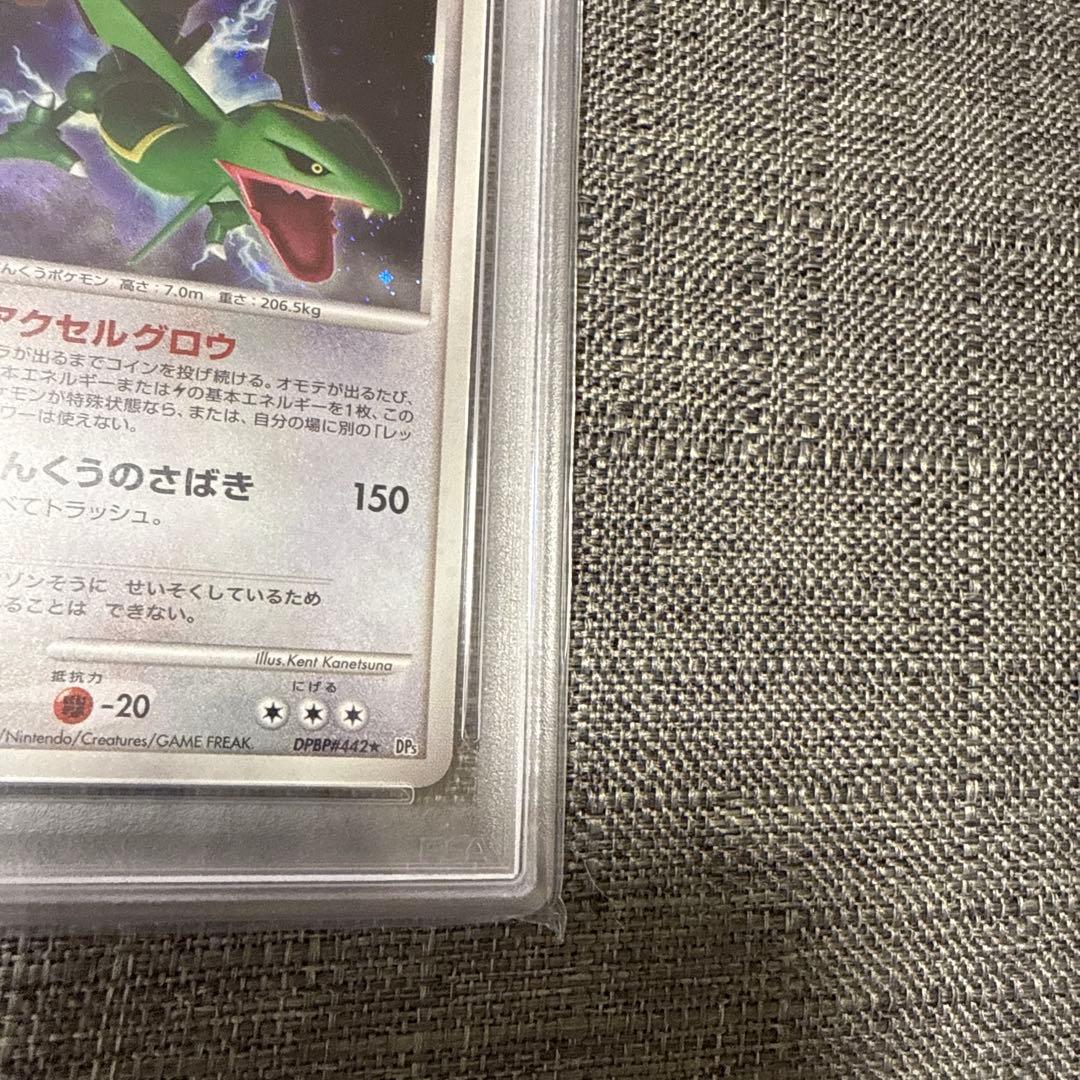 んくうポケモン 高さ:7.0m 重さ:206.5kg
アクセルグロウ
ラが出るまでコインを投げ続ける。オモテが出るたび、
本エネルギーまたはの基本エネルギーを1枚、この
モンが特殊状態なら、または、自分の場に別の「レッ
ワーは使えない。
んくうのさばき 150
べてトラッシュ。
ゾンそうに せいそくしているため
ることは できない。
Illus. Kent Kanetsuna
抵抗力
-20
にげる
/Nintendo/Creatures/GAME FREAK.
DPBP#442★ DPs
PSA